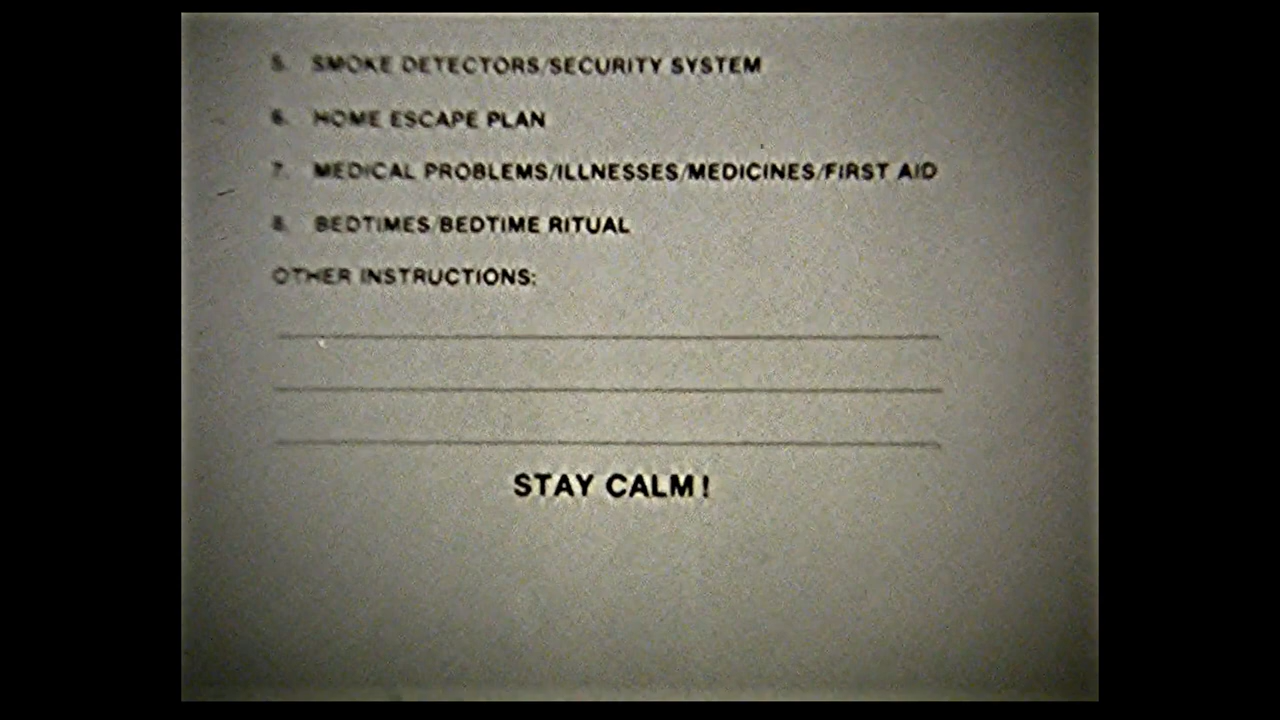 5. SMOKE DETECTORS/SECURITY SYSTEM
6. HOME ESCAPE PLAN
7. MEDICAL PROBLEMS/ILLNESSES/MEDICINES/FIRST AID
8. BEDTIMES/BEDTIME RITUAL
OTHER INSTRUCTIONS:
STAY CALM!